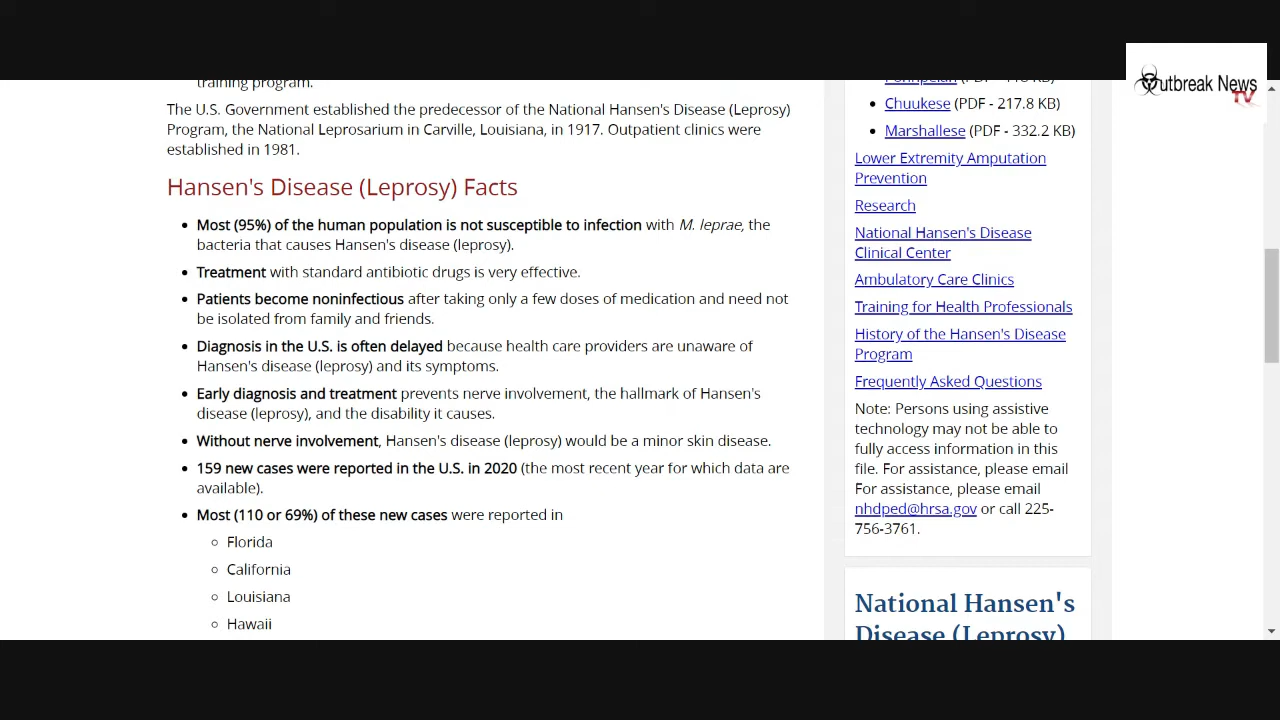 training program.
The U.S. Government established the predecessor of the National Hansen's Disease (Leprosy)
Program, the National Leprosarium in Carville, Louisiana, in 1917. Outpatient clinics were
established in 1981.
Hansen's Disease (Leprosy) Facts
• Most (95%) of the human population is not susceptible to infection with M. leprae, the
bacteria that causes Hansen's disease (leprosy).
• Treatment with standard antibiotic drugs is very effective.
• Patients become noninfectious after taking only a few doses of medication and need not
be isolated from family and friends.
• Diagnosis in the U.S. is often delayed because health care providers are unaware of
Hansen's disease (leprosy) and its symptoms.
• Early diagnosis and treatment prevents nerve involvement, the hallmark of Hansen's
disease (leprosy), and the disability it causes.
• Without nerve involvement, Hansen's disease (leprosy) would be a minor skin disease.
• 159 new cases were reported in the U.S. in 2020 (the most recent year for which data are
available).
• Most (110 or 69%) of these new cases were reported in
○ Florida
○ California
○ Louisiana
○ Hawaii
• Chuukese (PDF - 217.8 KB)
• Marshallese (PDF - 332.2 KB)
Lower Extremity Amputation
Prevention
Research
National Hansen's Disease
Clinical Center
Ambulatory Care Clinics
Training for Health Professionals
History of the Hansen's Disease
Program
Frequently Asked Questions
Note: Persons using assistive
technology may not be able to
fully access information in this
file. For assistance, please email
For assistance, please email
nhdped@hrsa.gov or call 225-
756-3761.
National Hansen's
Disease (Leprosy)
Outbreak News
TV